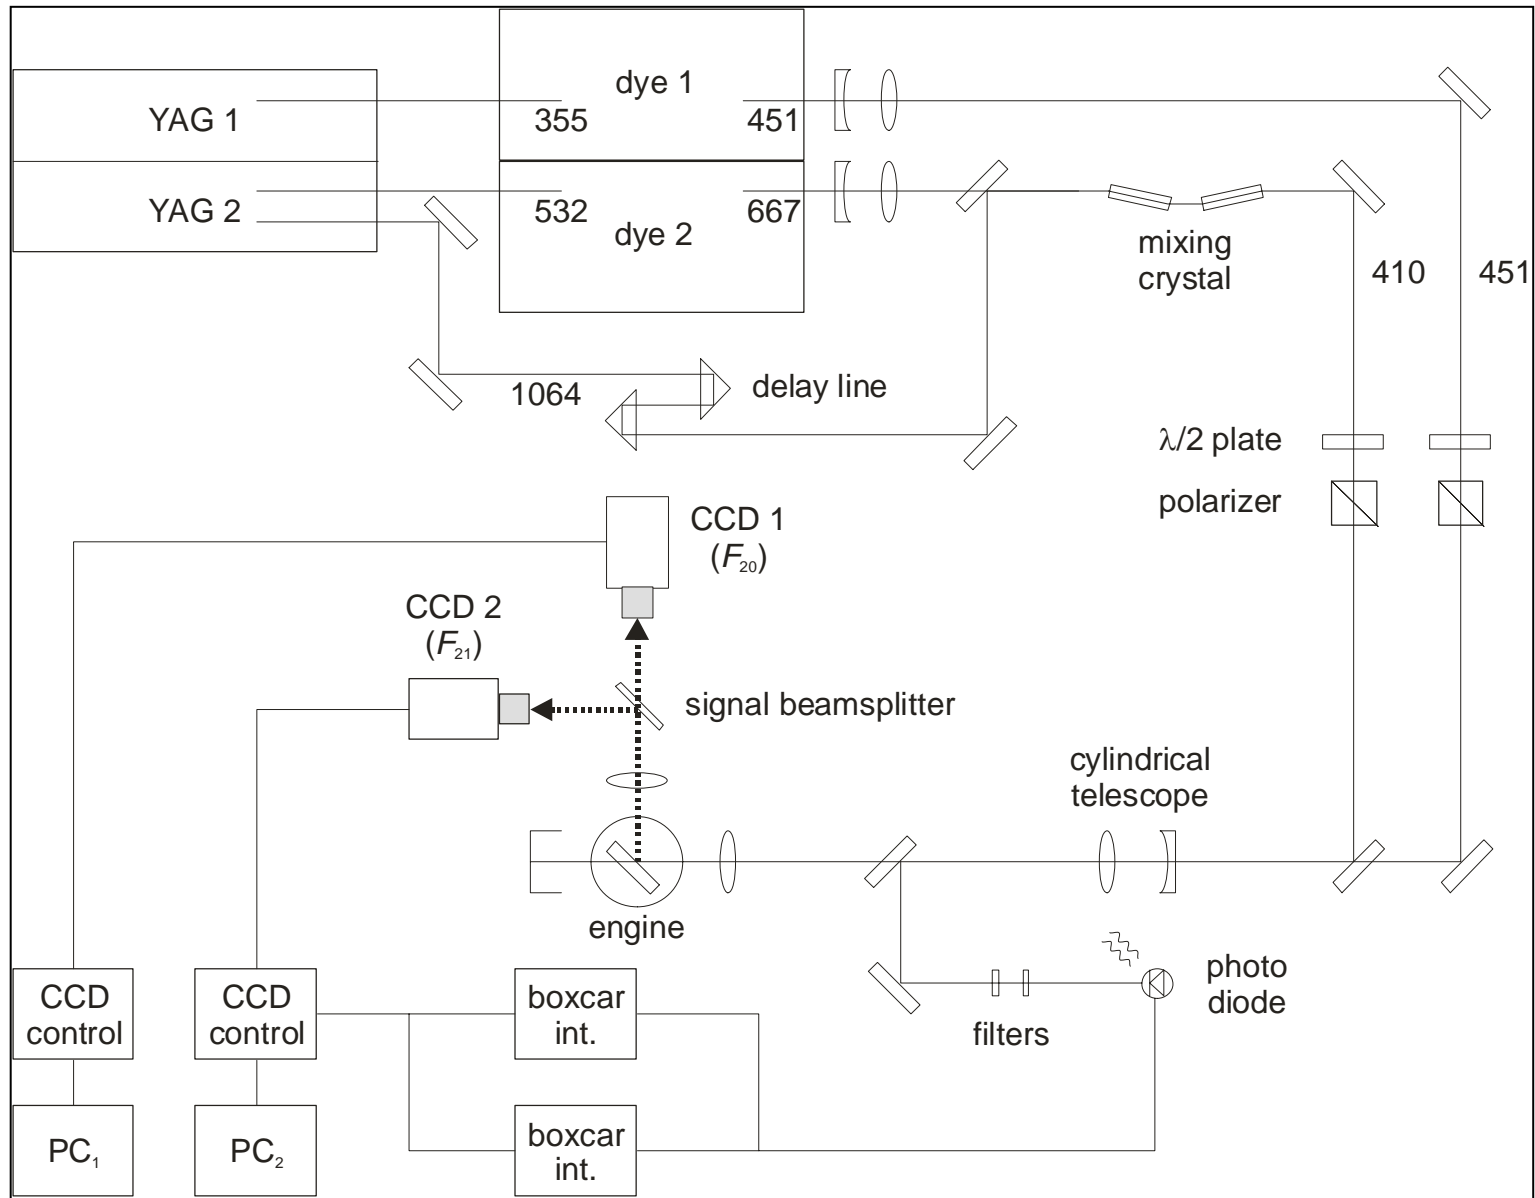 dye 1
YAG 1
355
451
YAG 2
532
667
dye 2
mixing
crystal
410
451
1064
delay line
λ/2 plate
polarizer
CCD 1
(F₂₀)
CCD 2
(F₂₁)
signal beamsplitter
cylindrical
telescope
engine
photo
diode
filters
CCD
control
CCD
control
boxcar
int.
PC₁
PC₂
boxcar
int.